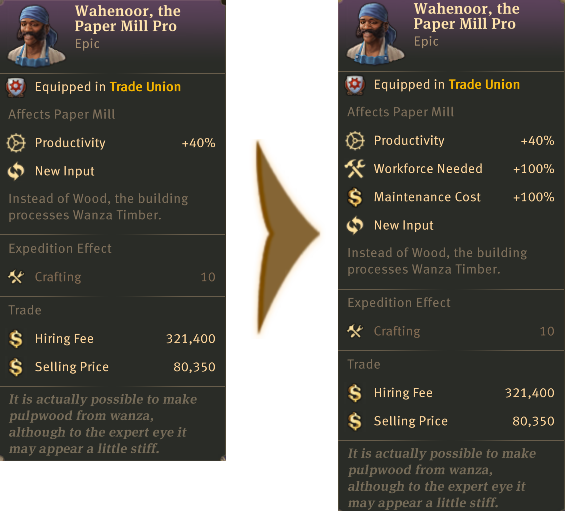 Wahenoor, the
Paper Mill Pro
Epic
Equipped in Trade Union
Affects Paper Mill
Productivity +40%
New Input
Instead of Wood, the building
processes Wanza Timber.
Expedition Effect
Crafting 10
Trade
Hiring Fee 321,400
Selling Price 80,350
It is actually possible to make
pulpwood from wanza,
although to the expert eye it
may appear a little stiff.
Wahenoor, the
Paper Mill Pro
Epic
Equipped in Trade Union
Affects Paper Mill
Productivity +40%
Workforce Needed +100%
Maintenance Cost +100%
New Input
Instead of Wood, the building
processes Wanza Timber.
Expedition Effect
Crafting 10
Trade
Hiring Fee 321,400
Selling Price 80,350
It is actually possible to make
pulpwood from wanza,
although to the expert eye it
may appear a little stiff.